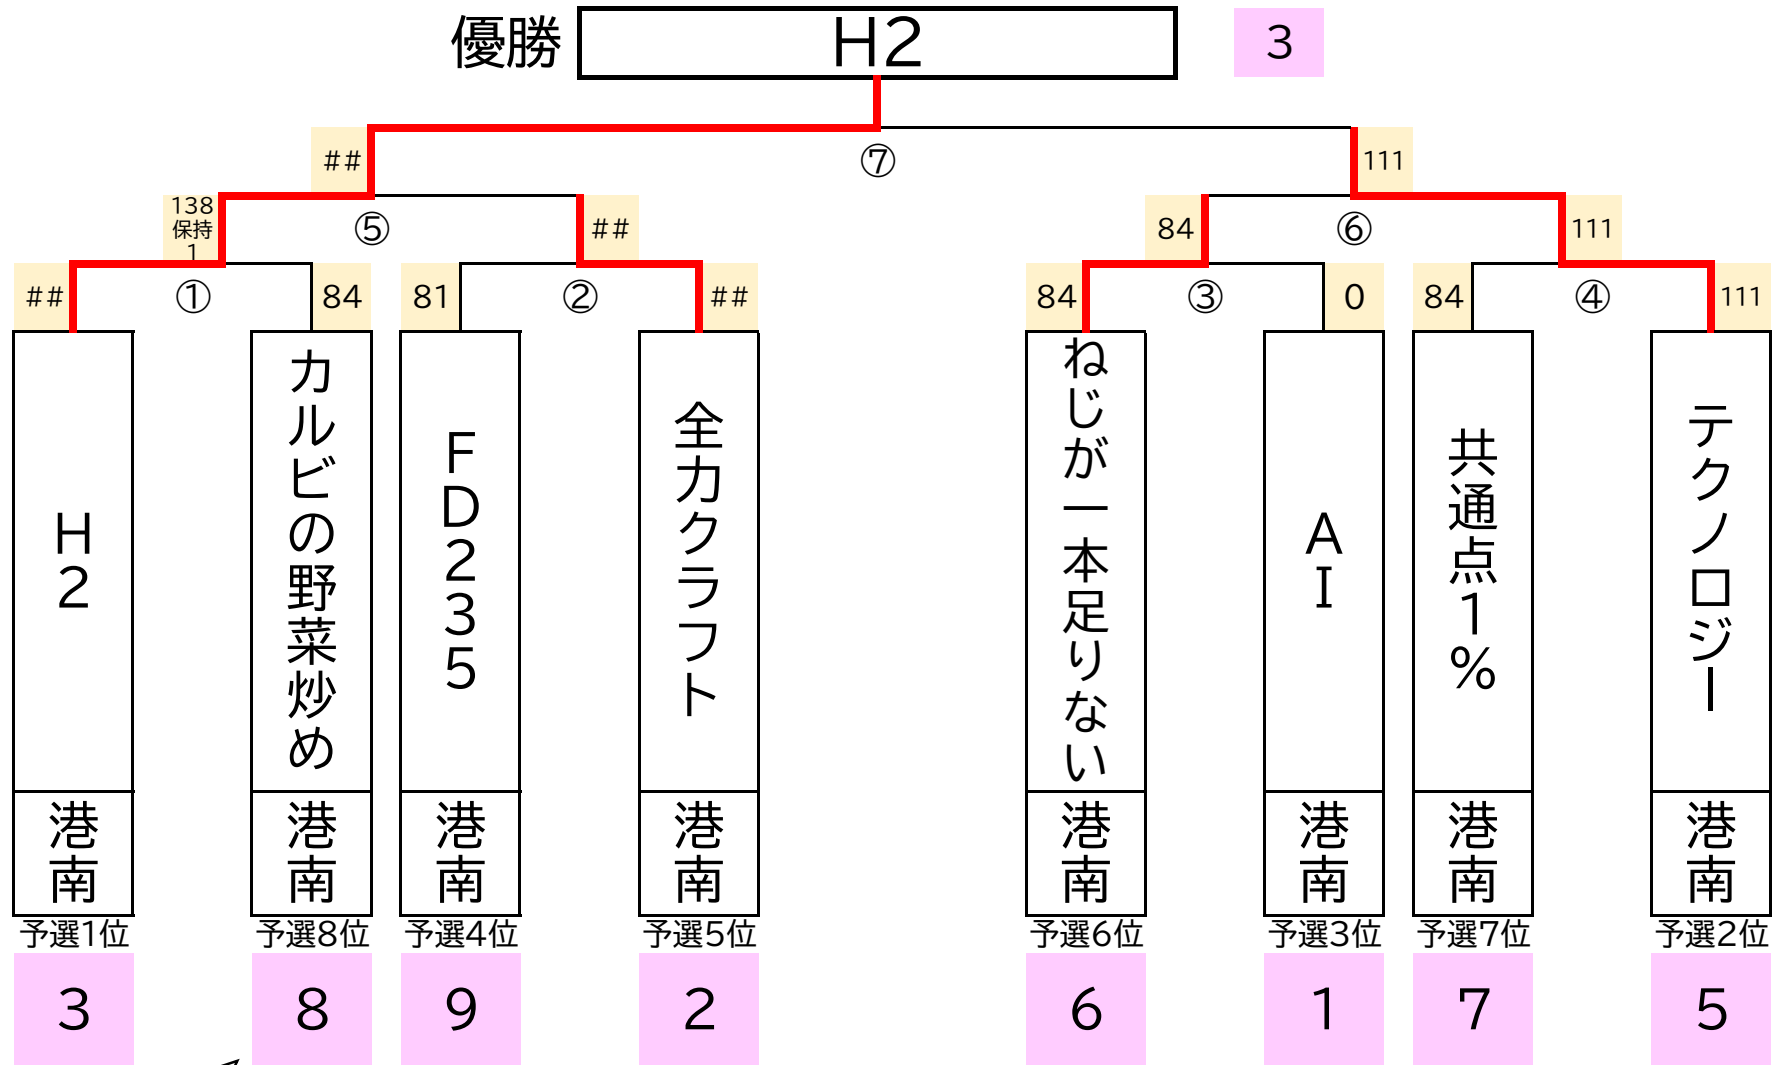 優勝 H2 3
## ⑦ 111
138
保持
1
⑤ ## 84 ⑥ 111
## ① 84 81 ② ## 84 ③ 0 84 ④ 111
H2
カルビの野菜炒め
FD235
全力クラフト
ねじが一本足りない
AI
共通点1%
テクノロジー
港南 港南 港南 港南 港南 港南 港南 港南
予選1位 予選8位 予選4位 予選5位 予選6位 予選3位 予選7位 予選2位
3 8 9 2 6 1 7 5